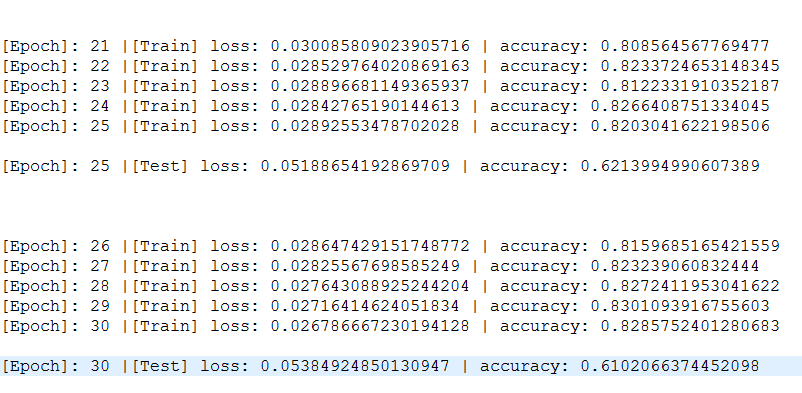 [Epoch]: 21 |[Train] loss: 0.030085809023905716 | accuracy: 0.808564567769477
[Epoch]: 22 |[Train] loss: 0.028529764020869163 | accuracy: 0.8233724653148345
[Epoch]: 23 |[Train] loss: 0.028896681149365937 | accuracy: 0.8122331910352187
[Epoch]: 24 |[Train] loss: 0.02842765190144613 | accuracy: 0.8266408751334045
[Epoch]: 25 |[Train] loss: 0.02892553478702028 | accuracy: 0.8203041622198506
[Epoch]: 25 |[Test] loss: 0.05188654192869709 | accuracy: 0.6213994990607389
[Epoch]: 26 |[Train] loss: 0.028647429151748772 | accuracy: 0.8159685165421559
[Epoch]: 27 |[Train] loss: 0.02825567698585249 | accuracy: 0.823239060832444
[Epoch]: 28 |[Train] loss: 0.027643088925244204 | accuracy: 0.8272411953041622
[Epoch]: 29 |[Train] loss: 0.02716414624051834 | accuracy: 0.8301093916755603
[Epoch]: 30 |[Train] loss: 0.026786667230194128 | accuracy: 0.8285752401280683
[Epoch]: 30 |[Test] loss: 0.05384924850130947 | accuracy: 0.6102066374452098